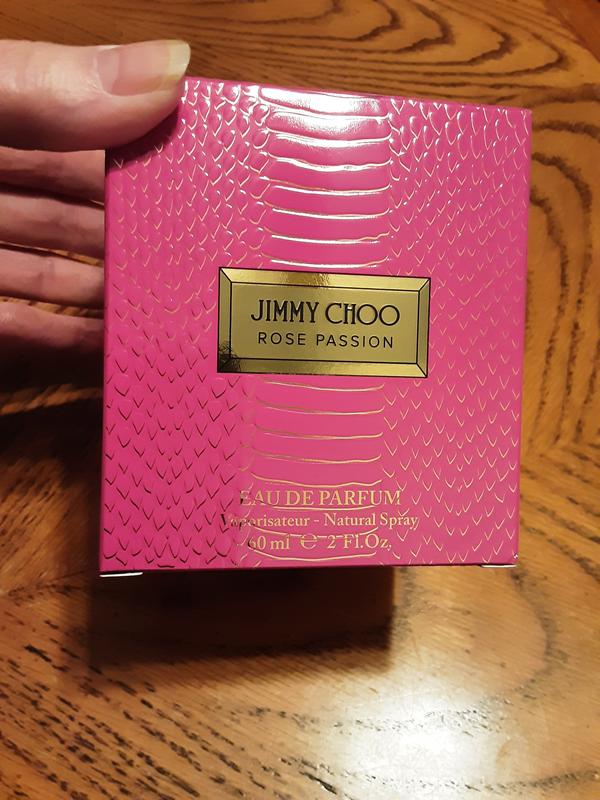 JIMMY CHOO
ROSE PASSION
EAU DE PARFUM
Vaporisateur - Natural Spray
60 ml ℮ 2 Fl.Oz.